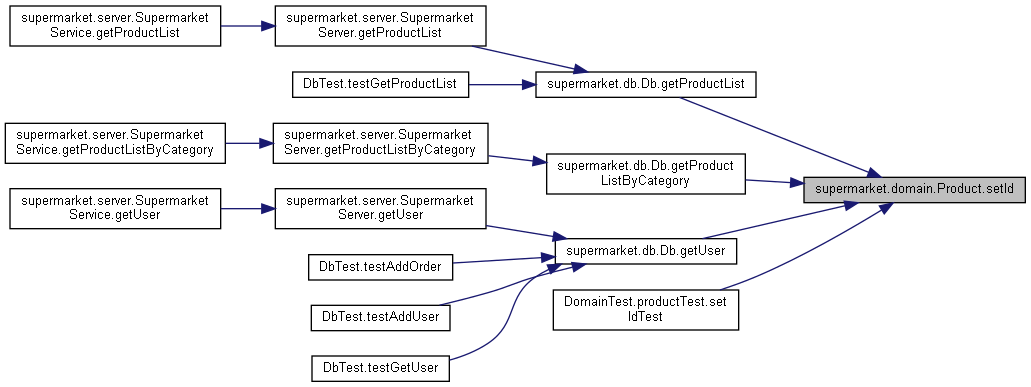 supermarket.server.Supermarket
Service.getProductList
supermarket.server.Supermarket
Server.getProductList
DbTest.testGetProductList
supermarket.db.Db.getProductList
supermarket.server.Supermarket
Service.getProductListByCategory
supermarket.server.Supermarket
Server.getProductListByCategory
supermarket.db.Db.getProduct
ListByCategory
supermarket.domain.Product.setId
supermarket.server.Supermarket
Service.getUser
supermarket.server.Supermarket
Server.getUser
supermarket.db.Db.getUser
DbTest.testAddOrder
DomainTest.productTest.set
IdTest
DbTest.testAddUser
DbTest.testGetUser